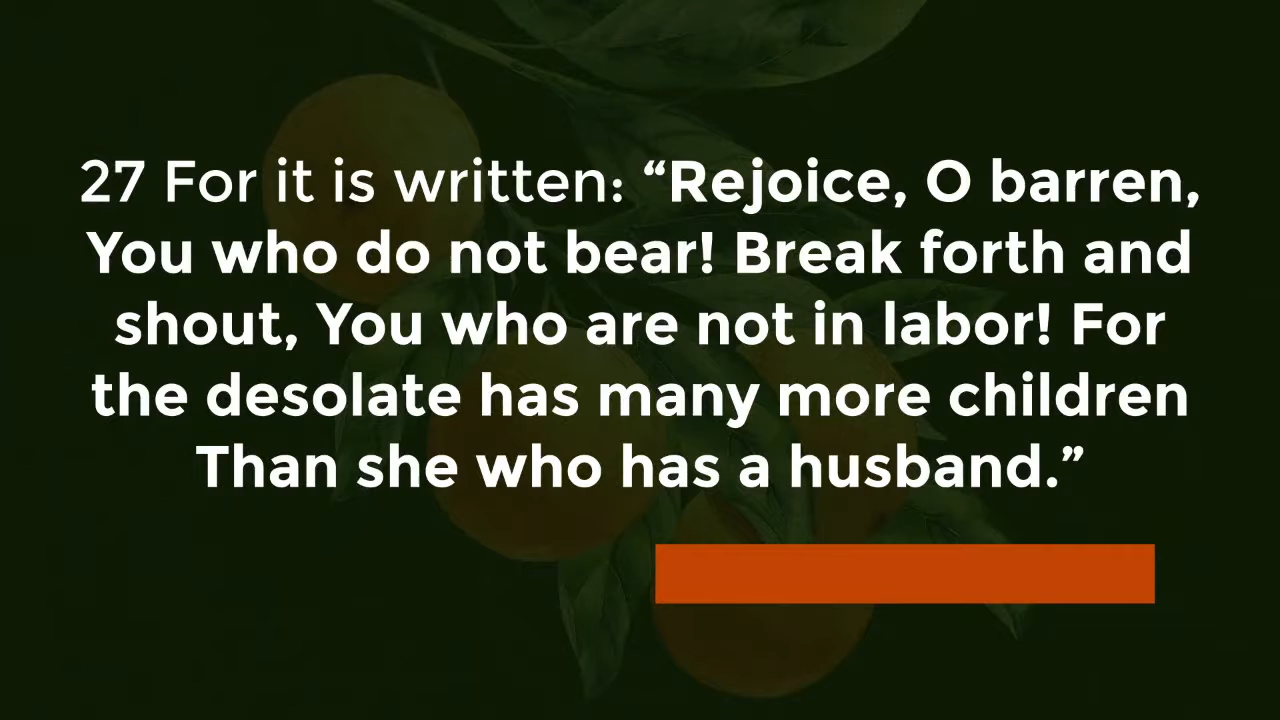 27 For it is written: “Rejoice, O barren,
You who do not bear! Break forth and
shout, You who are not in labor! For
the desolate has many more children
Than she who has a husband.”